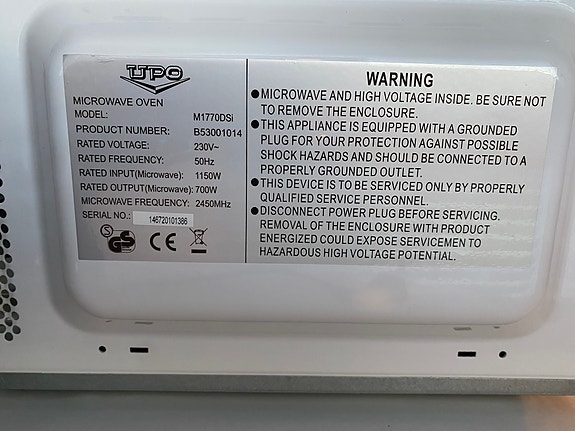 UPO
MICROWAVE OVEN
MODEL: M1770DSi
PRODUCT NUMBER: B53001014
RATED VOLTAGE: 230V~
RATED FREQUENCY: 50Hz
RATED INPUT(Microwave): 1150W
RATED OUTPUT(Microwave): 700W
MICROWAVE FREQUENCY: 2450MHz
SERIAL NO.: 146720101386
S GS CE
WARNING
●MICROWAVE AND HIGH VOLTAGE INSIDE. BE SURE NOT
TO REMOVE THE ENCLOSURE.
●THIS APPLIANCE IS EQUIPPED WITH A GROUNDED
PLUG FOR YOUR PROTECTION AGAINST POSSIBLE
SHOCK HAZARDS AND SHOULD BE CONNECTED TO A
PROPERLY GROUNDED OUTLET.
●THIS DEVICE IS TO BE SERVICED ONLY BY PROPERLY
QUALIFIED SERVICE PERSONNEL.
●DISCONNECT POWER PLUG BEFORE SERVICING.
REMOVAL OF THE ENCLOSURE WITH PRODUCT
ENERGIZED COULD EXPOSE SERVICEMEN TO
HAZARDOUS HIGH VOLTAGE POTENTIAL.